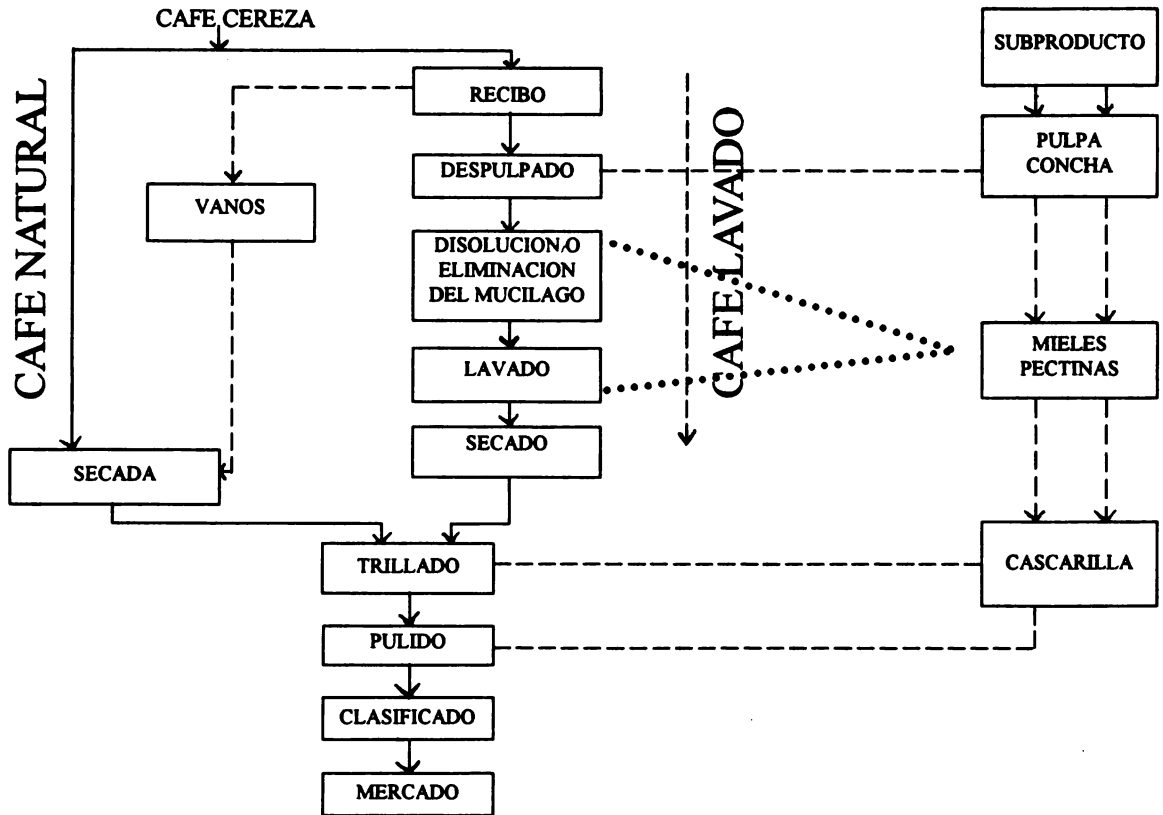 CAFE CEREZA
CAFE NATURAL
RECIBO
DESPULPADO
VANOS
DISOLUCION/O
ELIMINACION
DEL MUCILAGO
LAVADO
SECADO
SECADA
TRILLADO
PULIDO
CLASIFICADO
MERCADO
CAFE LAVADO
SUBPRODUCTO
PULPA
CONCHA
MIELES
PECTINAS
CASCARILLA